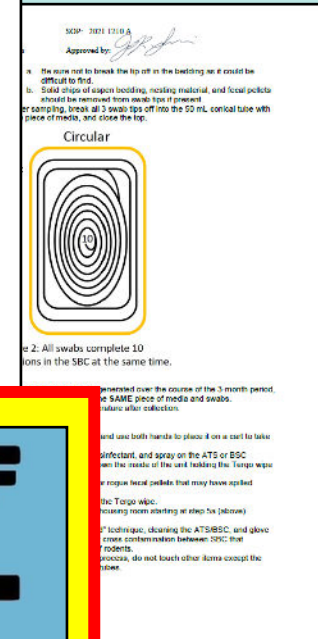 SOP: 2021 1210 A
Approved by:
a. Be sure not to break the tip off in the bedding as it could be
difficult to find.
b. Solid chips of aspen bedding, nesting material, and fecal pellets
should be removed from swab tips if present
er sampling, break all 3 swab tips off into the 50 mL conical tube with
piece of media, and close the top.
Circular
10
e 2: All swabs complete 10
ions in the SBC at the same time.
generated over the course of the 3 month period,
he SAME piece of media and swabs.
erature after collection
and use both hands to place it on a cart to take
sinfectant, and spray on the ATS or BSC
wn the inside of the unit holding the Tergo wipe
r rogue fecal pellets that may have spilled
the Tergo wipe.
housing room starting at step 5a (above)
d" technique, cleaning the ATS/BSC, and glove
cross contamination between SBC that
f rodents.
process, do not touch other items except the
tubes.